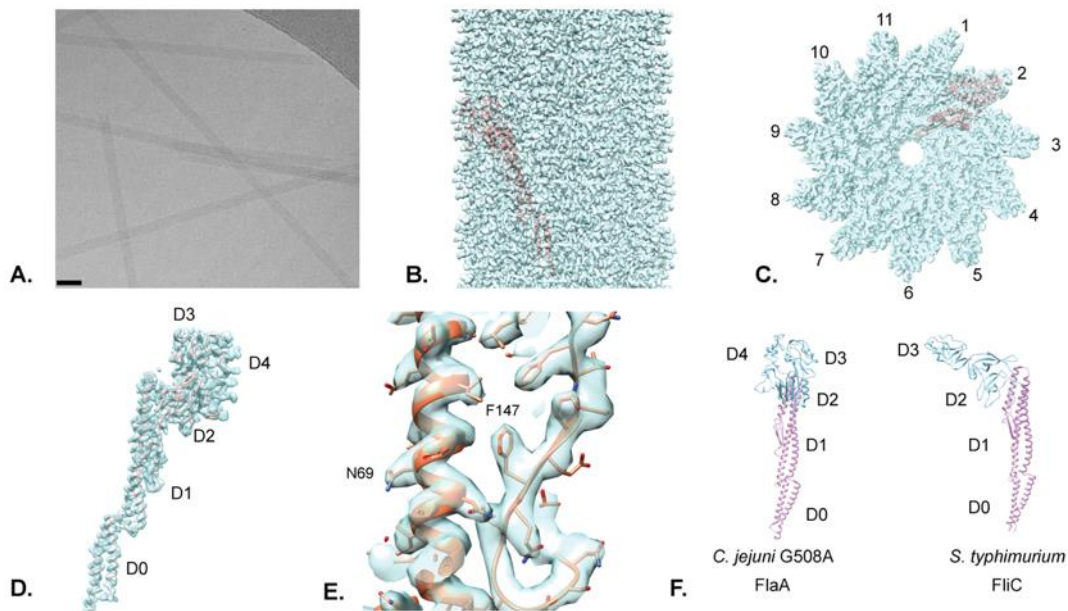 A.
B.
C.
11
1
10
2
9
3
8
4
7
5
6
D.
D3
D4
D2
D1
D0
E.
F147
N69
F.
D4
D3
D2
D1
D0
C. jejuni G508A
FlaA
D3
D2
D1
D0
S. typhimurium
FliC